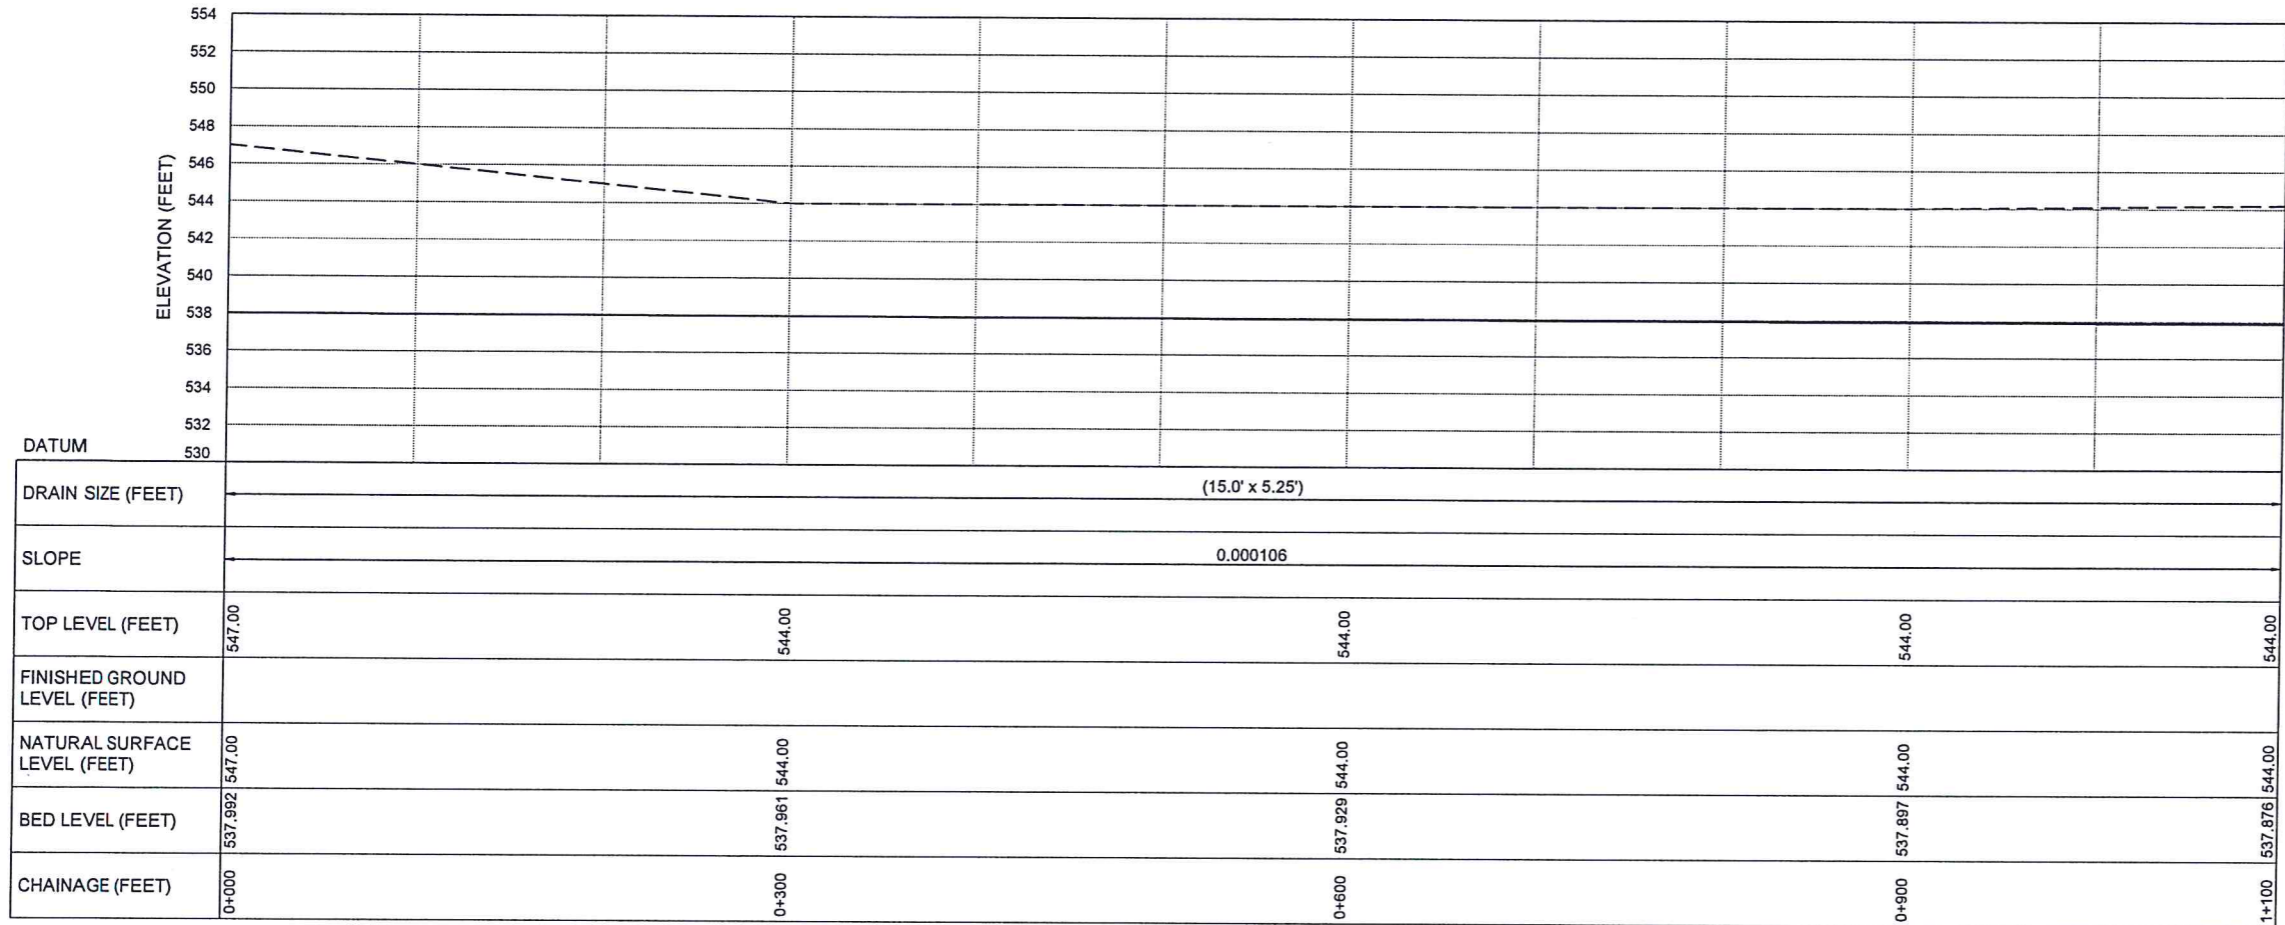 554
552
550
548
546
544
542
540
538
536
534
532
530
ELEVATION (FEET)
DATUM
DRAIN SIZE (FEET) (15.0' x 5.25')
SLOPE 0.000106
TOP LEVEL (FEET) 547.00 544.00 544.00 544.00 544.00
FINISHED GROUND
LEVEL (FEET)
NATURAL SURFACE
LEVEL (FEET) 547.00 544.00 544.00 544.00 544.00
BED LEVEL (FEET) 537.992 537.961 537.929 537.897 537.876
CHAINAGE (FEET) 0+000 0+300 0+600 0+900 1+100